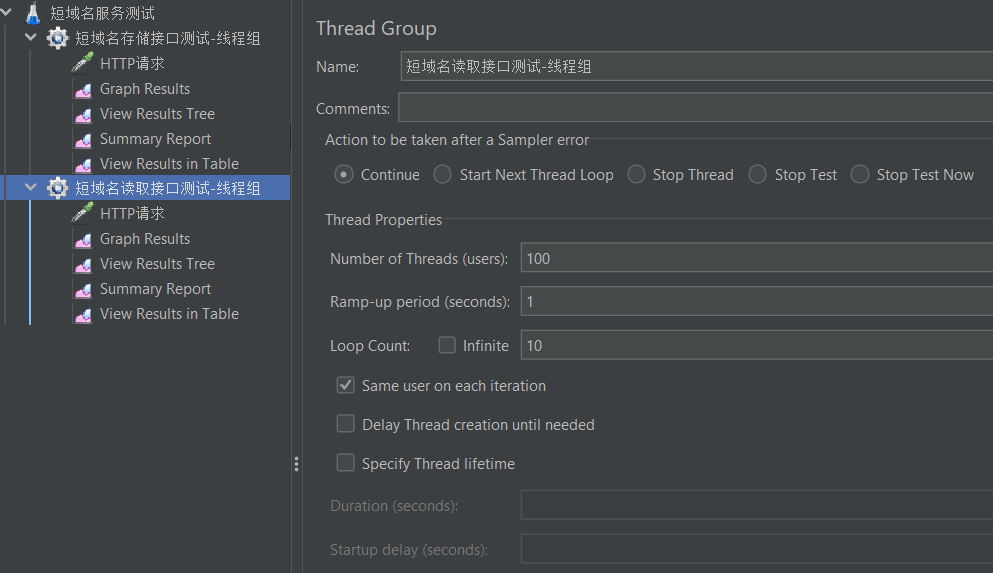 短域名服务测试
短域名存储接口测试-线程组
HTTP请求
Graph Results
View Results Tree
Summary Report
View Results in Table
短域名读取接口测试-线程组
HTTP请求
Graph Results
View Results Tree
Summary Report
View Results in Table
Thread Group
Name: 短域名读取接口测试-线程组
Comments:
Action to be taken after a Sampler error
Continue Start Next Thread Loop Stop Thread Stop Test Stop Test Now
Thread Properties
Number of Threads (users): 100
Ramp-up period (seconds): 1
Loop Count: Infinite 10
Same user on each iteration
Delay Thread creation until needed
Specify Thread lifetime
Duration (seconds):
Startup delay (seconds):